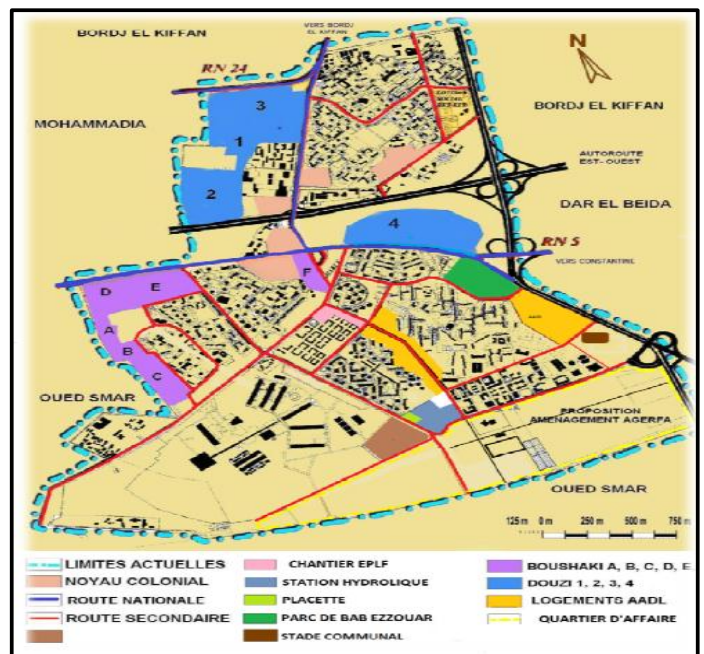 BORDJ EL KIFFAN
VERS BORDJ
EL KIFFAN
RN 24
N
3
MOHAMMADIA
BORDJ EL KIFFAN
1
AUTOROUTE
EST-OUEST
2
DAR EL BEIDA
4
RN 5
VERS CONSTANTINE
D
E
F
A
B
C
OUED SMAR
PROPOSITION
AMENAGEMENT AGERFA
OUED SMAR
125 m 0 m 250 m 500 m 750 m
LIMITES ACTUELLES
NOYAU COLONIAL
ROUTE NATIONALE
ROUTE SECONDAIRE
CHANTIER EPLF
STATION HYDROLIQUE
PLACETTE
PARC DE BAB EZZOUAR
STADE COMMUNAL
BOUSHAKI A, B, C, D, E
DOUZI 1, 2, 3, 4
LOGEMENTS AADL
QUARTIER D'AFFAIRE